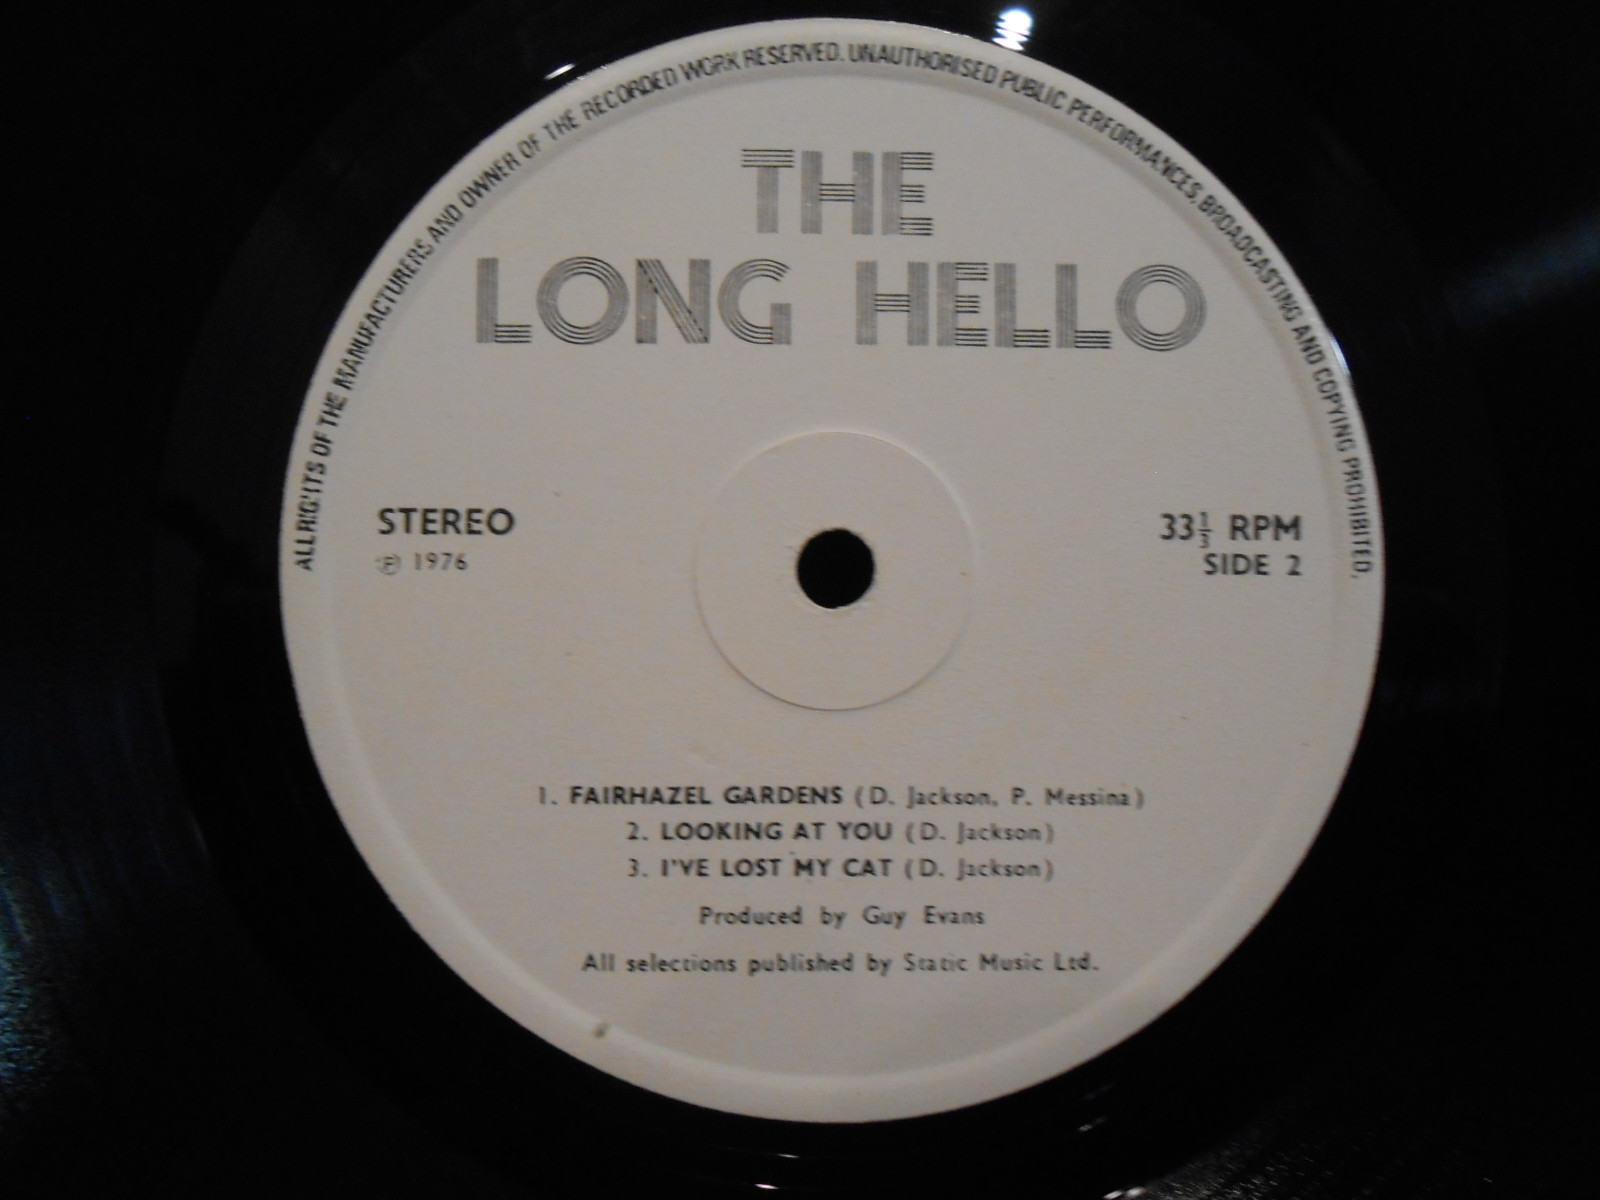 ALL RIGHTS OF THE MANUFACTURERS AND OWNER OF THE RECORDED WORK RESERVED. UNAUTHORISED PUBLIC PERFORMANCES, BROADCASTING AND COPYING PROHIBITED.
THE
LONG HELLO
STEREO
℗ 1976
33⅓ RPM
SIDE 2
1. FAIRHAZEL GARDENS (D. Jackson, P. Messina)
2. LOOKING AT YOU (D. Jackson)
3. I'VE LOST MY CAT (D. Jackson)
Produced by Guy Evans
All selections published by Static Music Ltd.